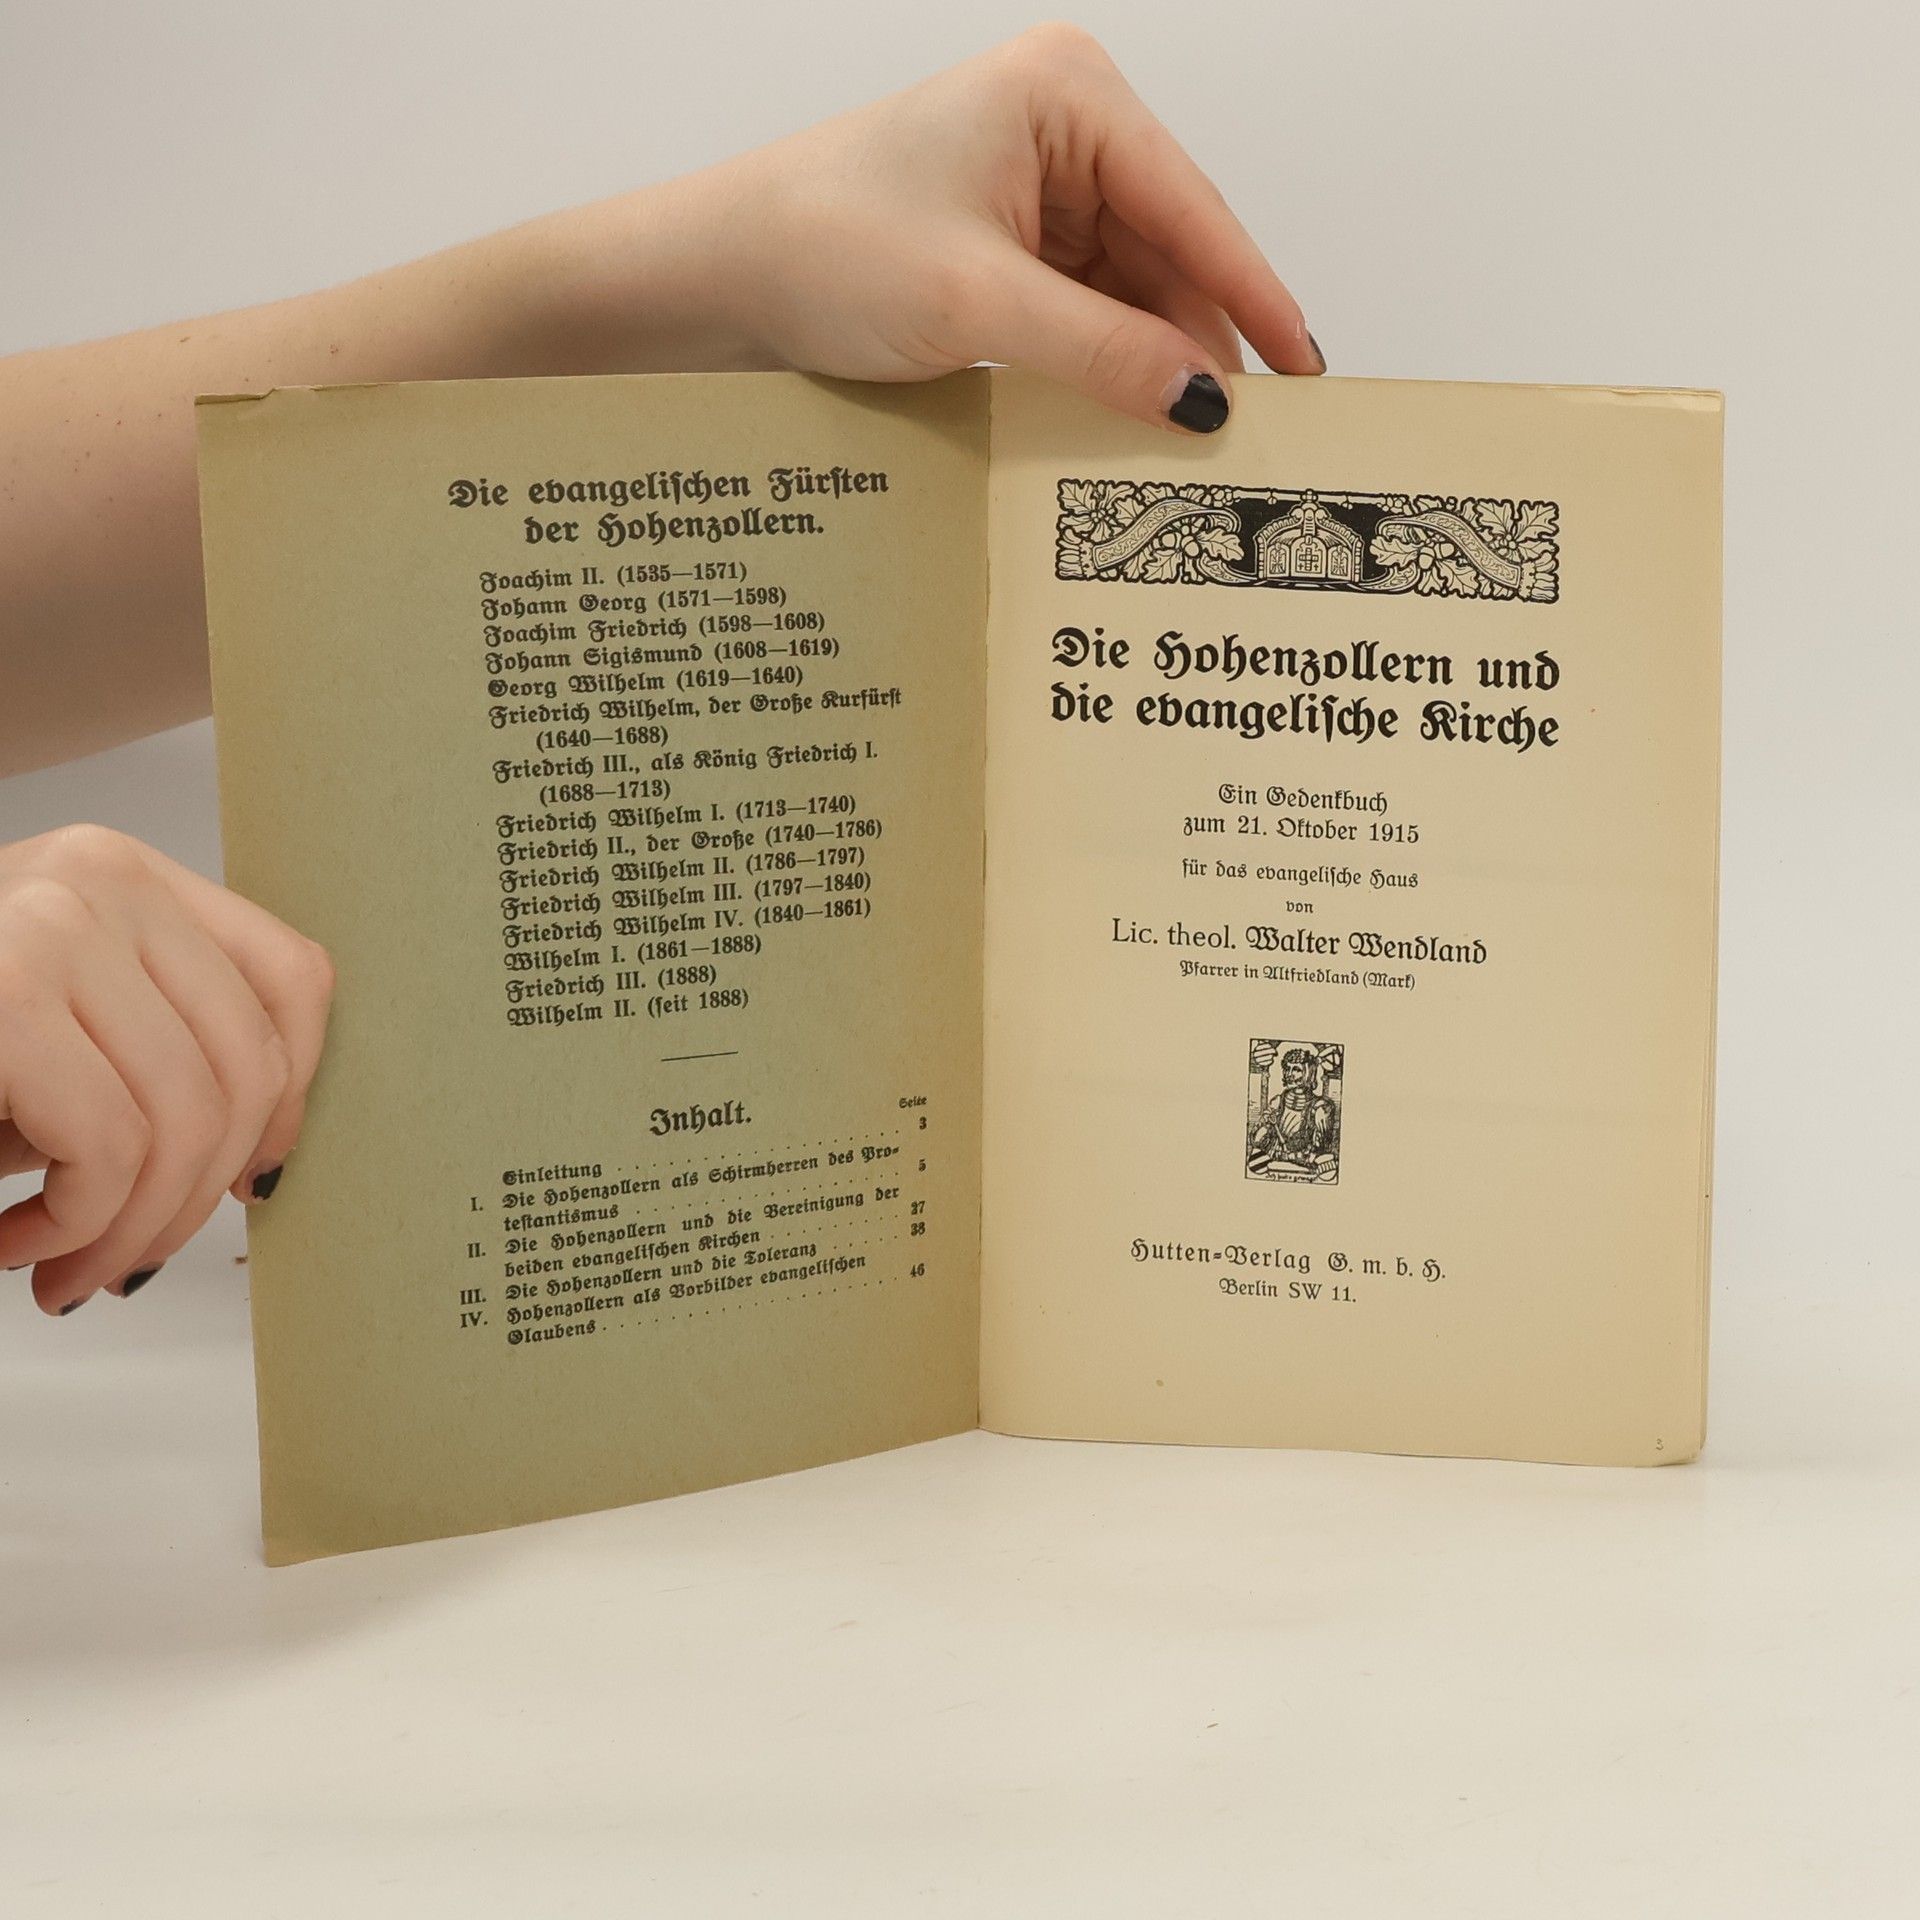 Die evangeliſchen Fürſten
der Hohenzollern.
Joachim II. (1535—1571)
Johann Georg (1571—1598)
Joachim Friedrich (1598—1608)
Johann Sigismund (1608—1619)
Georg Wilhelm (1619—1640)
Friedrich Wilhelm, der Große Kurfürſt
(1640—1688)
Friedrich III., als König Friedrich I.
(1688—1713)
Friedrich Wilhelm I. (1713—1740)
Friedrich II., der Große (1740—1786)
Friedrich Wilhelm II. (1786—1797)
Friedrich Wilhelm III. (1797—1840)
Friedrich Wilhelm IV. (1840—1861)
Wilhelm I. (1861—1888)
Friedrich III. (1888)
Wilhelm II. (ſeit 1888)
Inhalt.
Seite
Einleitung . . . . . . . . . . . . . . . 3
I. Die Hohenzollern als Schirmherren des Pro-
teſtantismus . . . . . . . . . . . . . . 5
II. Die Hohenzollern und die Vereinigung der
beiden evangeliſchen Kirchen . . . . . . . 27
III. Die Hohenzollern und die Toleranz . . . . . 38
IV. Hohenzollern als Vorbilder evangeliſchen
Glaubens . . . . . . . . . . . . . . . 46
Die Hohenzollern und
die evangeliſche Kirche
Ein Gedenkbuch
zum 21. Oktober 1915
für das evangeliſche Haus
von
Lic. theol. Walter Wendland
Pfarrer in Altfriedland (Mark)
Hutten-Verlag G. m. b. H.
Berlin SW 11.
3